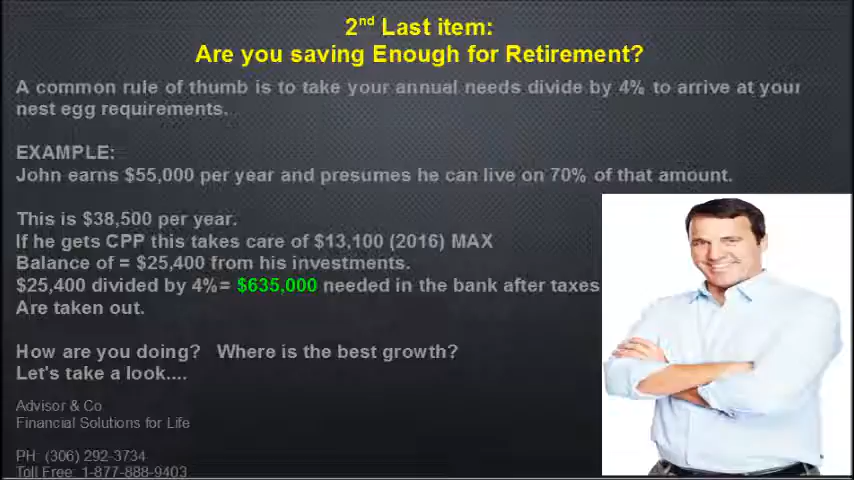 2nd Last item:
Are you saving Enough for Retirement?
A common rule of thumb is to take your annual needs divide by 4% to arrive at your
nest egg requirements.
EXAMPLE:
John earns $55,000 per year and presumes he can live on 70% of that amount.
This is $38,500 per year.
If he gets CPP this takes care of $13,100 (2016) MAX
Balance of = $25,400 from his investments.
$25,400 divided by 4%= $635,000 needed in the bank after taxes
Are taken out.
How are you doing?   Where is the best growth?
Let's take a look....
Advisor & Co
Financial Solutions for Life
PH: (306) 292-3734
Toll Free: 1-877-888-9403